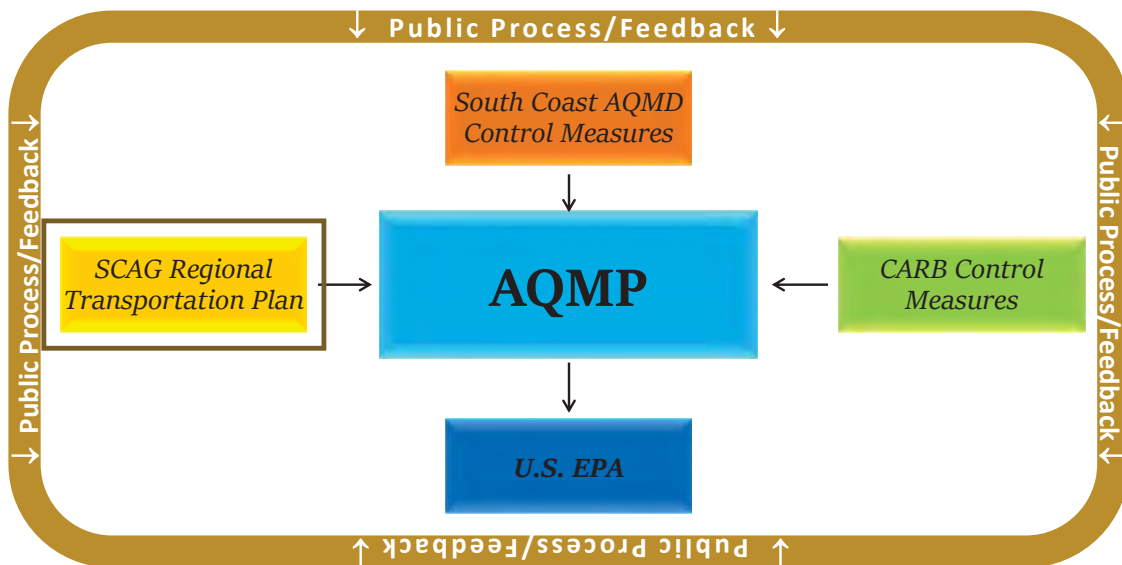 ↓ Public Process/Feedback ↓
South Coast AQMD
Control Measures
↓ Public Process/Feedback ↓
SCAG Regional
Transportation Plan
AQMP
CARB Control
Measures
↓ Public Process/Feedback ↓
U.S. EPA
↓ Public Process/Feedback ↓